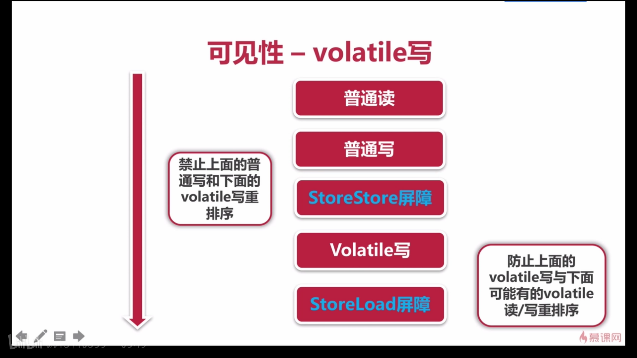 可见性 – volatile写
普通读
普通写
禁止上面的普
通写和下面的
volatile写重
排序
StoreStore屏障
Volatile写
防止上面的
volatile写与下面
可能有的volatile
读/写重排序
StoreLoad屏障
慕课网